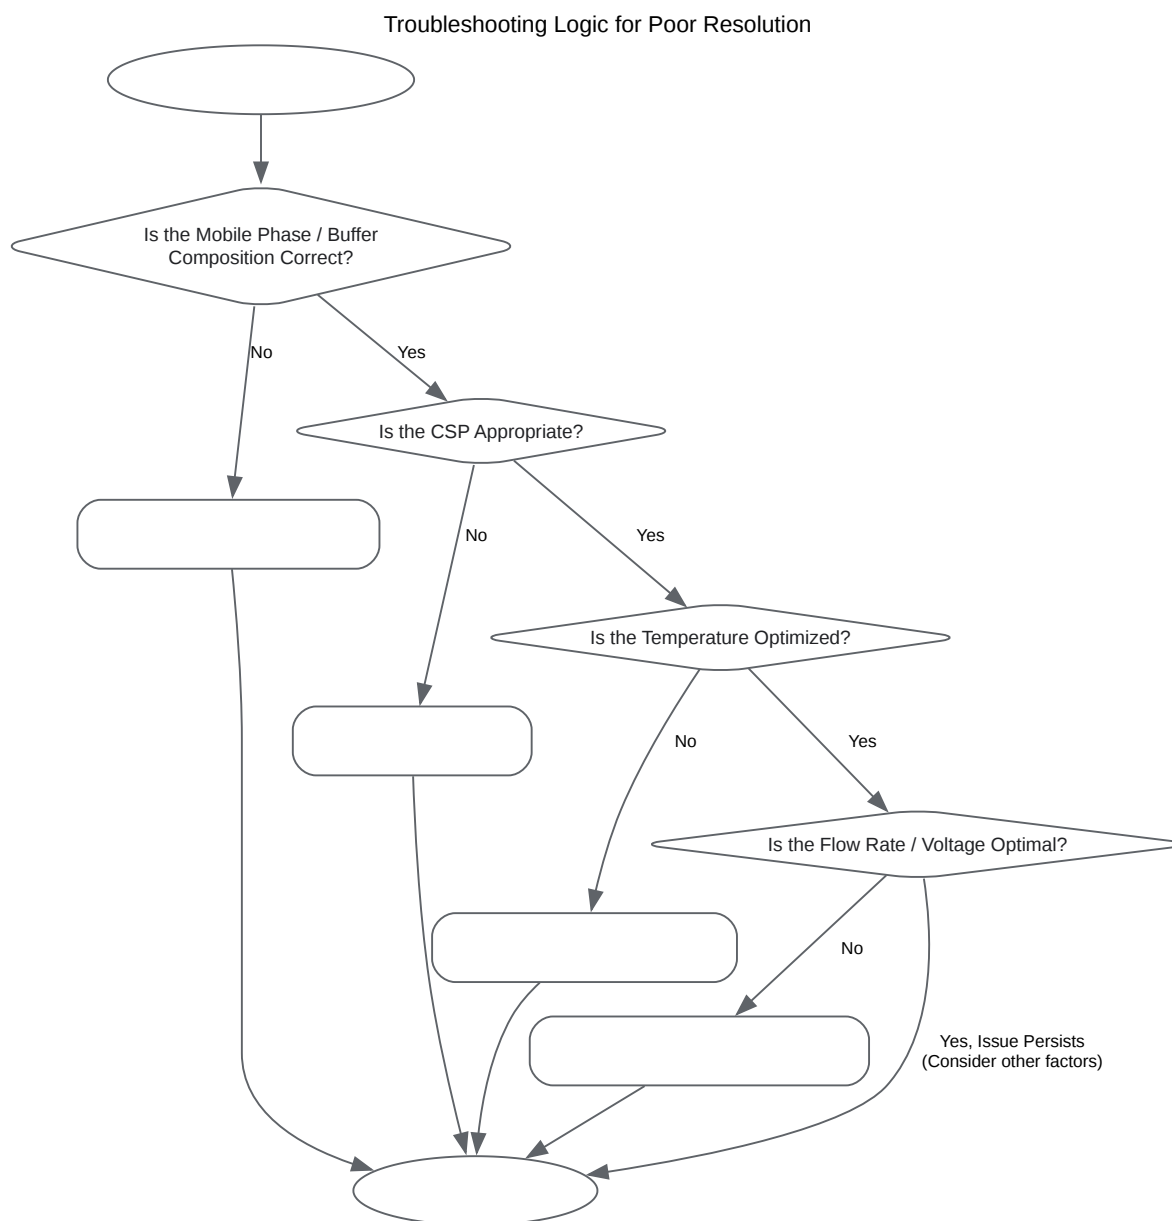 Troubleshooting Logic for Poor Resolution
Is the Mobile Phase / Buffer
Composition Correct?
No
Yes
Is the CSP Appropriate?
No
Yes
Is the Temperature Optimized?
No
Yes
Is the Flow Rate / Voltage Optimal?
No
Yes, Issue Persists
(Consider other factors)